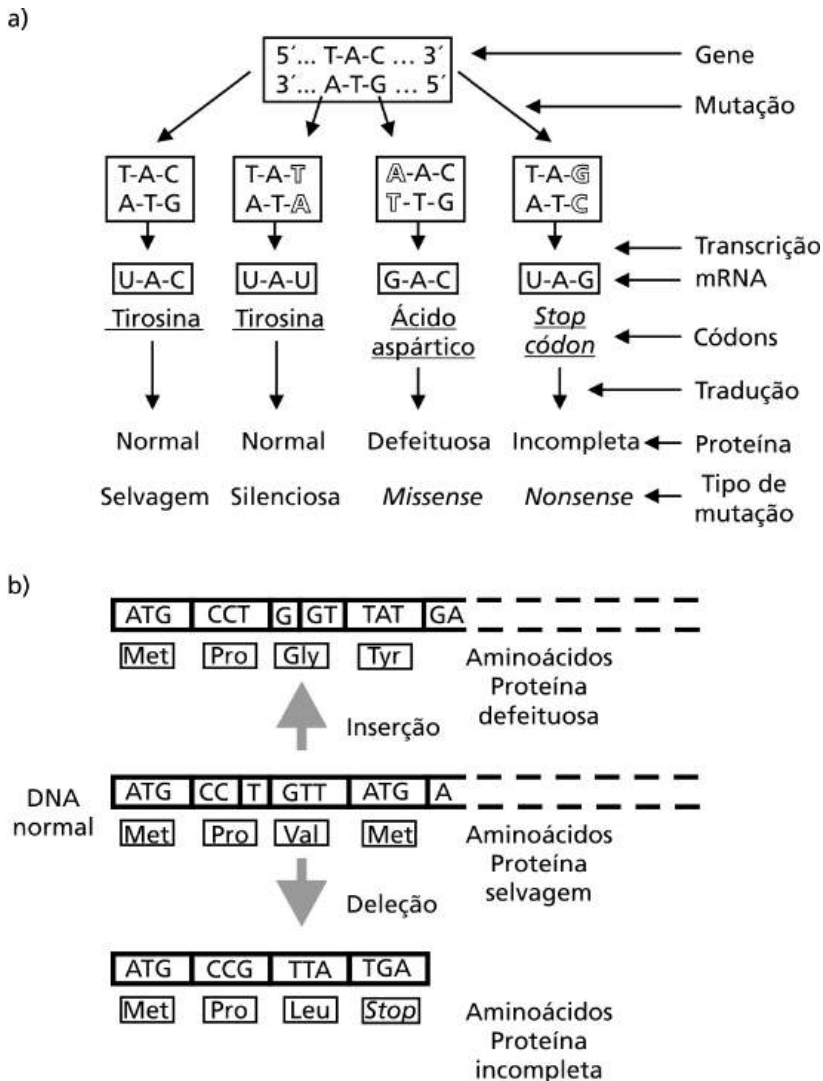 a)
5´... T-A-C ... 3´
3´... A-T-G ... 5´
Gene
Mutação
T-A-C T-A-T A-A-C T-A-G
A-T-G A-T-A T-T-G A-T-C
Transcrição
U-A-C U-A-U G-A-C U-A-G mRNA
Tirosina Tirosina Ácido aspártico Stop códon Códons
Tradução
Normal Normal Defeituosa Incompleta Proteína
Selvagem Silenciosa Missense Nonsense Tipo de mutação
b)
ATG CCT G GT TAT GA
Met Pro Gly Tyr Aminoácidos
Proteína
defeituosa
Inserção
DNA normal
ATG CC T GTT ATG A
Met Pro Val Met Aminoácidos
Proteína
selvagem
Deleção
ATG CCG TTA TGA
Met Pro Leu Stop Aminoácidos
Proteína
incompleta